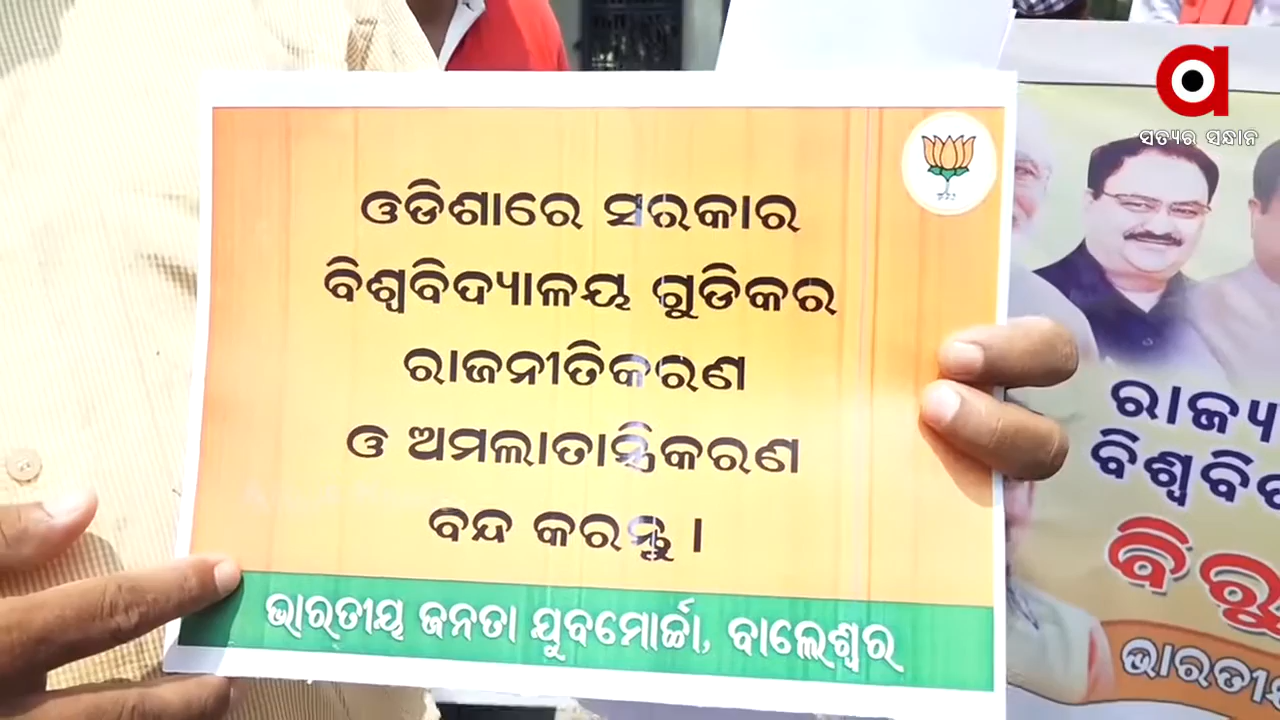 ଓଡିଶାରେ ସରକାର
ବିଶ୍ୱବିଦ୍ୟାଳୟ ଗୁଡିକର
ରାଜନୀତିକରଣ
ଓ ଅମଲାତାନ୍ତ୍ରିକରଣ
ବନ୍ଦ କରନ୍ତୁ ।
ଭାରତୀୟ ଜନତା ଯୁବମୋର୍ଚ୍ଚା, ବାଲେଶ୍ୱର
ସତ୍ୟର ସନ୍ଧାନ